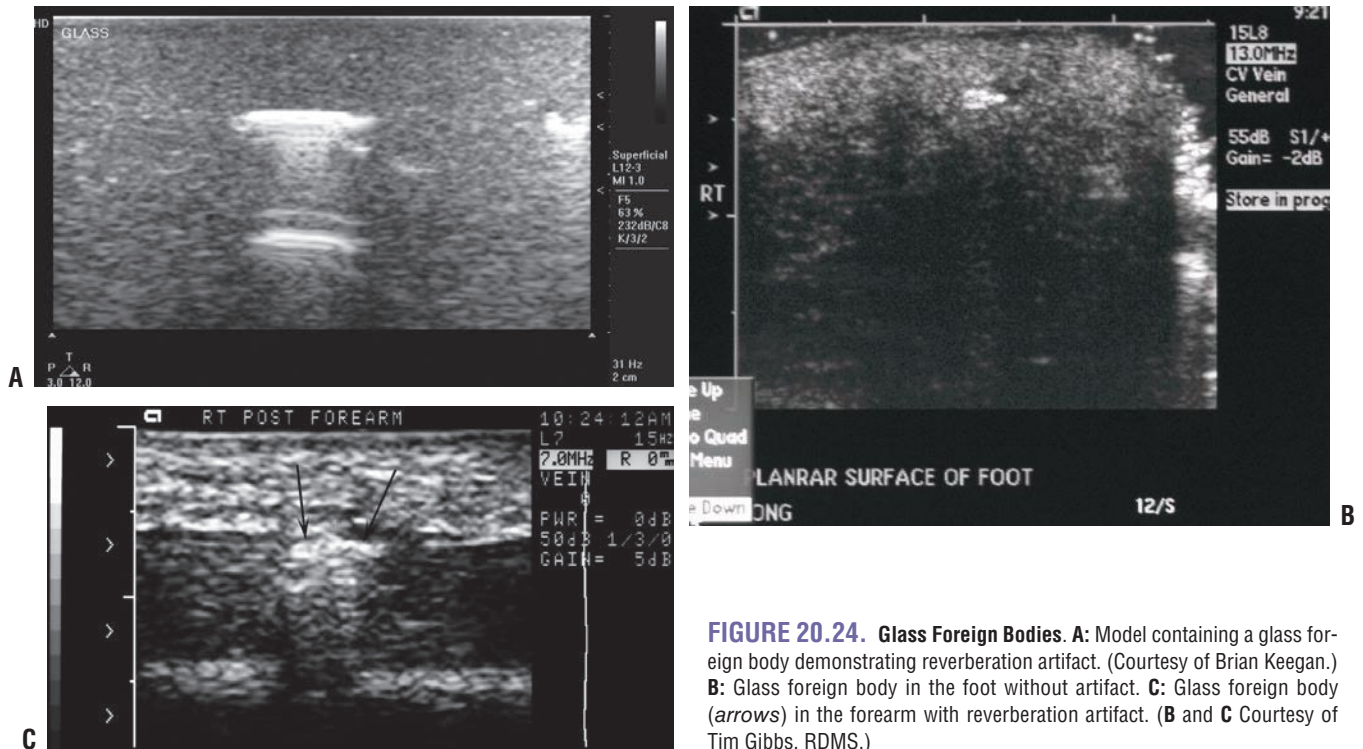 HD
GLASS
Superficial
L12-3
MI 1.0
F5
63 %
232dB/C8
K/3/2
T
P R
3.0 12.0
31 Hz
2 cm
A
9:21
15L8
13.0MHz
CV Vein
General
55dB S1/+
Gain= -2dB
Store in prog
RT
e Up
e
o Quad
Menu
e Down
PLANRAR SURFACE OF FOOT
ONG
12/S
B
RT POST FOREARM
10:24:12AM
L7 15Hz
7.0MHz R 0mm
VEIN
0
PWR = 0dB
50dB 1/3/0
GAIN= 5dB
C
FIGURE 20.24. Glass Foreign Bodies. A: Model containing a glass for-
eign body demonstrating reverberation artifact. (Courtesy of Brian Keegan.)
B: Glass foreign body in the foot without artifact. C: Glass foreign body
(arrows) in the forearm with reverberation artifact. (B and C Courtesy of
Tim Gibbs, RDMS.)